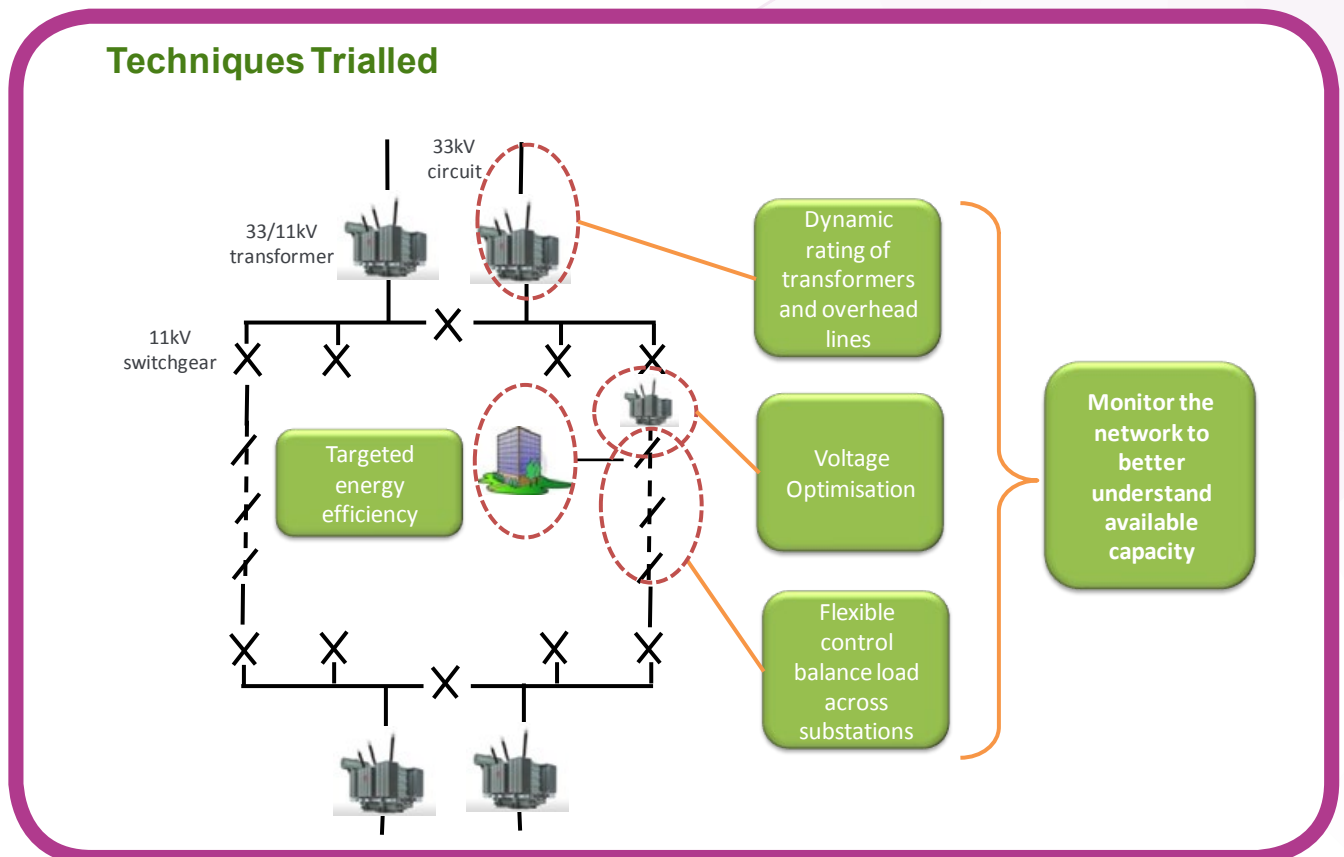 Techniques Trialled
33kV
circuit
33/11kV
transformer
11kV
switchgear
Targeted
energy
efficiency
Dynamic
rating of
transformers
and overhead
lines
Voltage
Optimisation
Flexible
control
balance load
across
substations
Monitor the
network to
better
understand
available
capacity